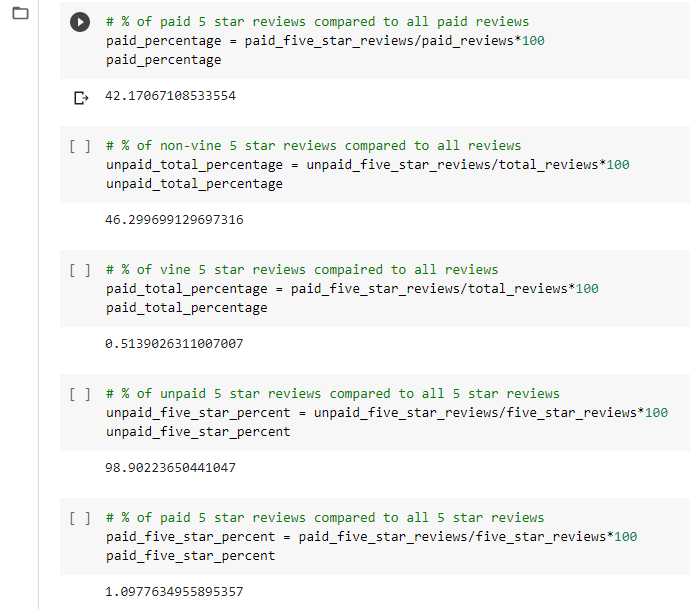 # % of paid 5 star reviews compared to all paid reviews
paid_percentage = paid_five_star_reviews/paid_reviews*100
paid_percentage
42.17067108533554
[ ] # % of non-vine 5 star reviews compared to all reviews
unpaid_total_percentage = unpaid_five_star_reviews/total_reviews*100
unpaid_total_percentage
46.299699129697316
[ ] # % of vine 5 star reviews compaired to all reviews
paid_total_percentage = paid_five_star_reviews/total_reviews*100
paid_total_percentage
0.5139026311007007
[ ] # % of unpaid 5 star reviews compared to all 5 star reviews
unpaid_five_star_percent = unpaid_five_star_reviews/five_star_reviews*100
unpaid_five_star_percent
98.90223650441047
[ ] # % of paid 5 star reviews compared to all 5 star reviews
paid_five_star_percent = paid_five_star_reviews/five_star_reviews*100
paid_five_star_percent
1.0977634955895357